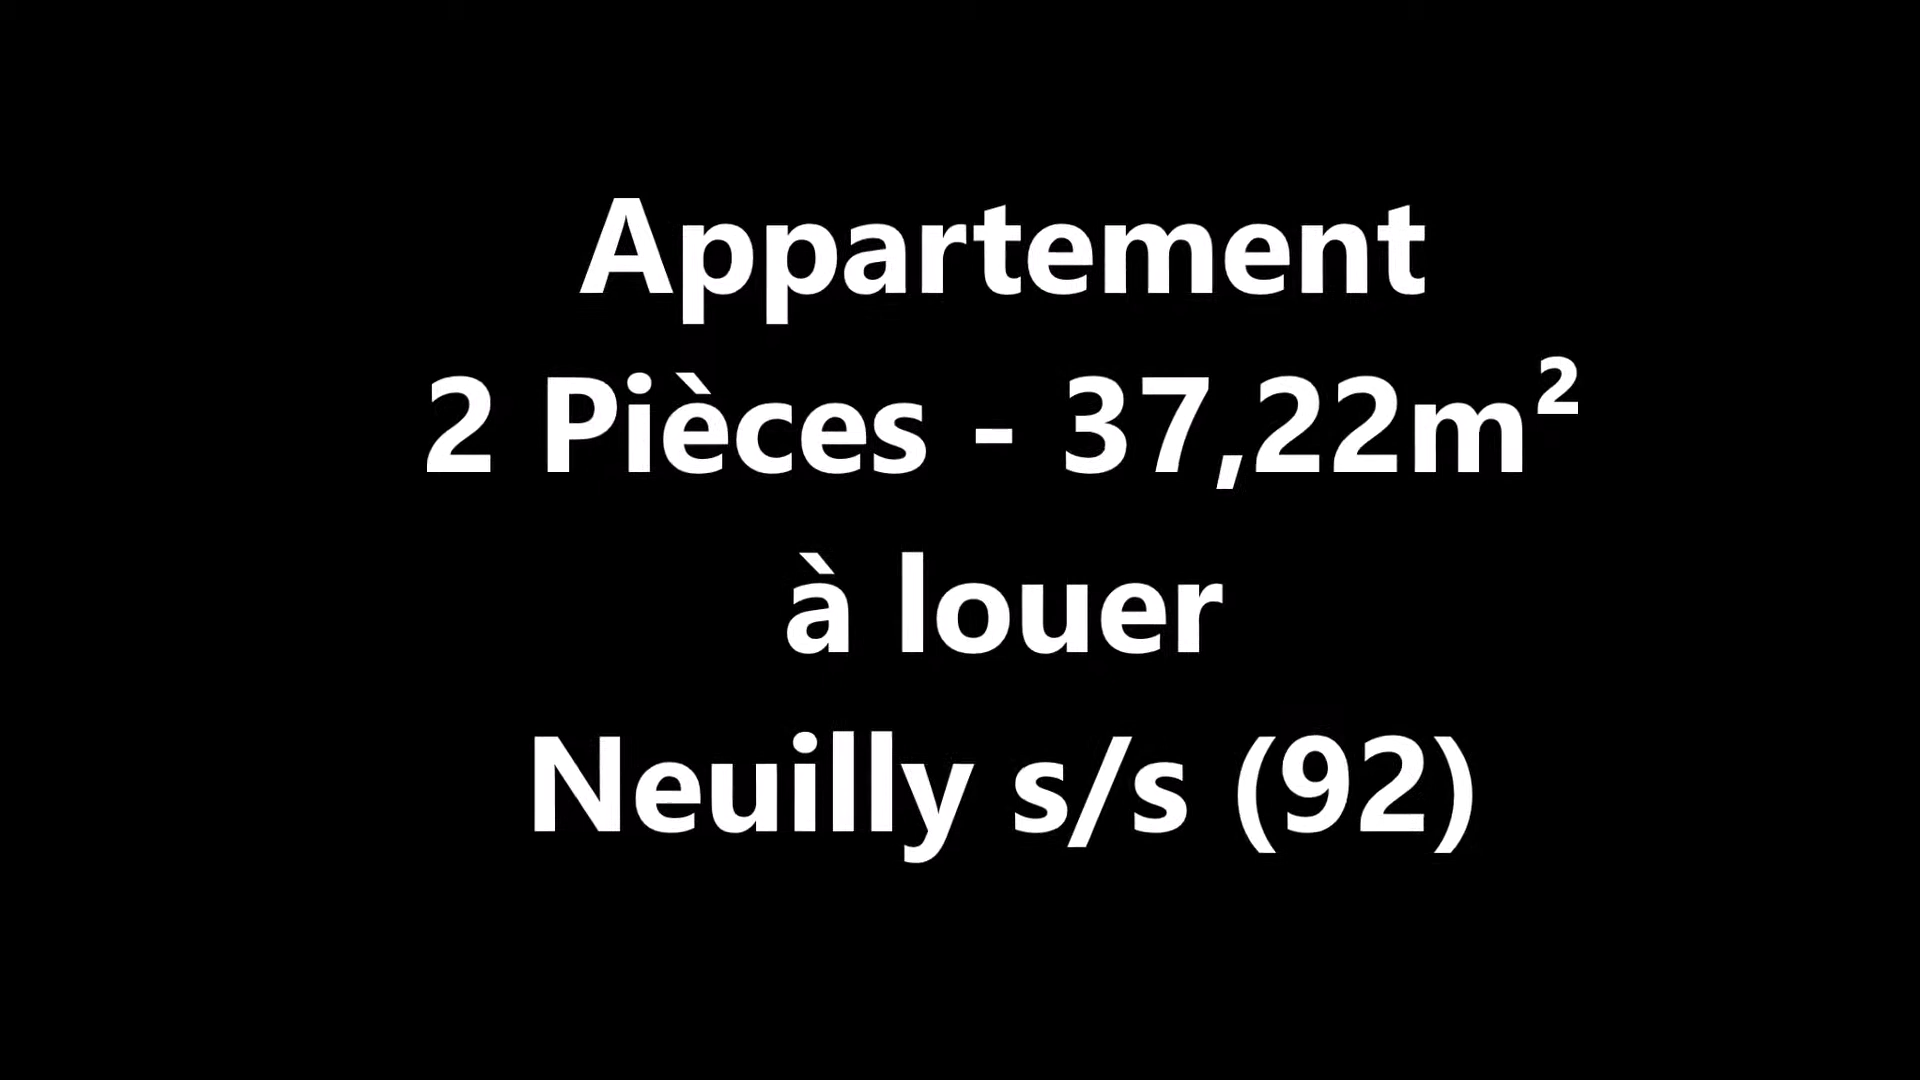 Appartement
2 Pièces - 37,22m²
à louer
Neuilly s/s (92)